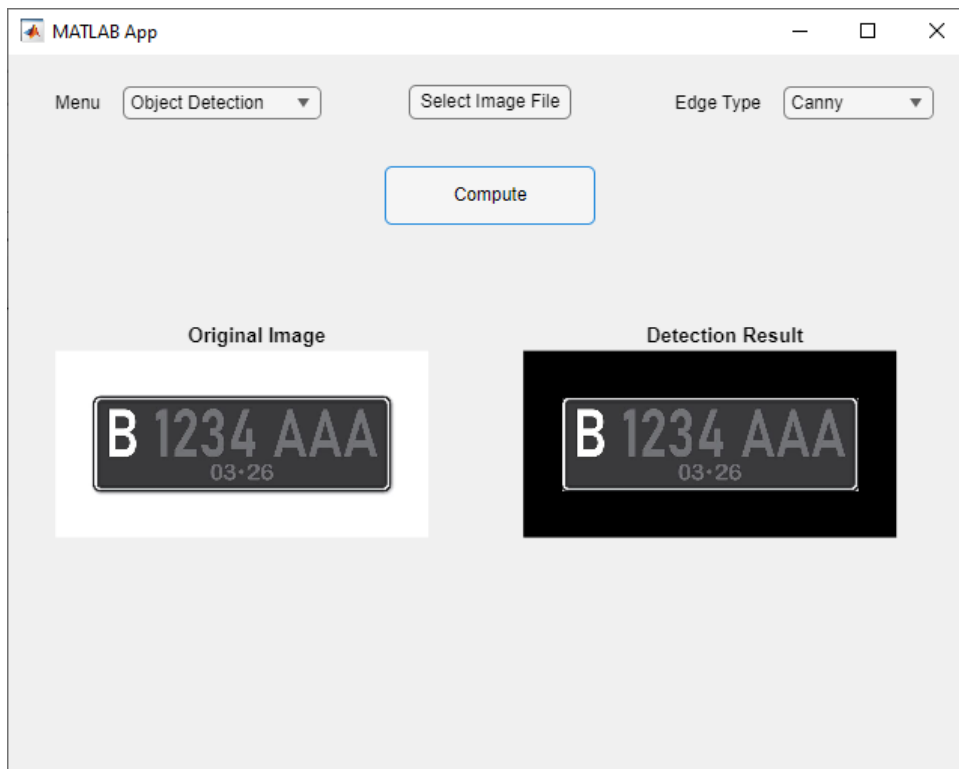 MATLAB App
Menu Object Detection Select Image File Edge Type Canny
Compute
Original Image Detection Result
B 1234 AAA B 1234 AAA
03·26 03·26